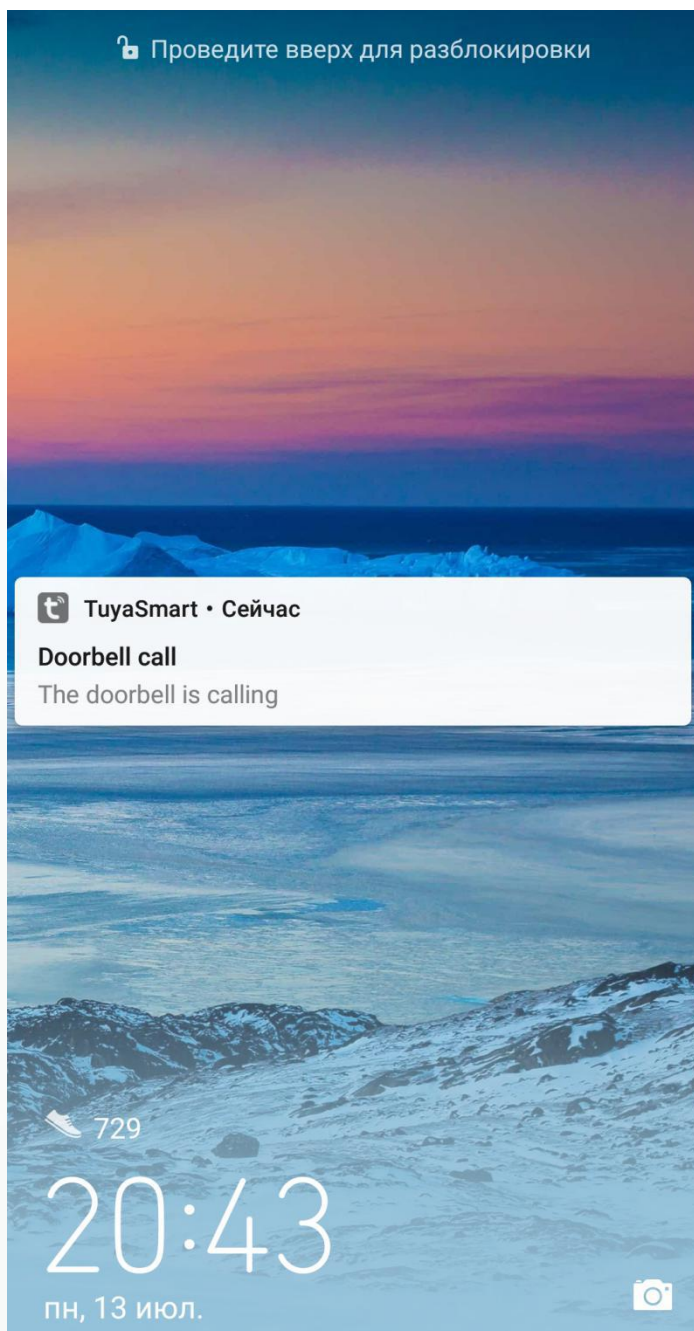 Проведите вверх для разблокировки
TuyaSmart • Сейчас
Doorbell call
The doorbell is calling
729
20:43
пн, 13 июл.